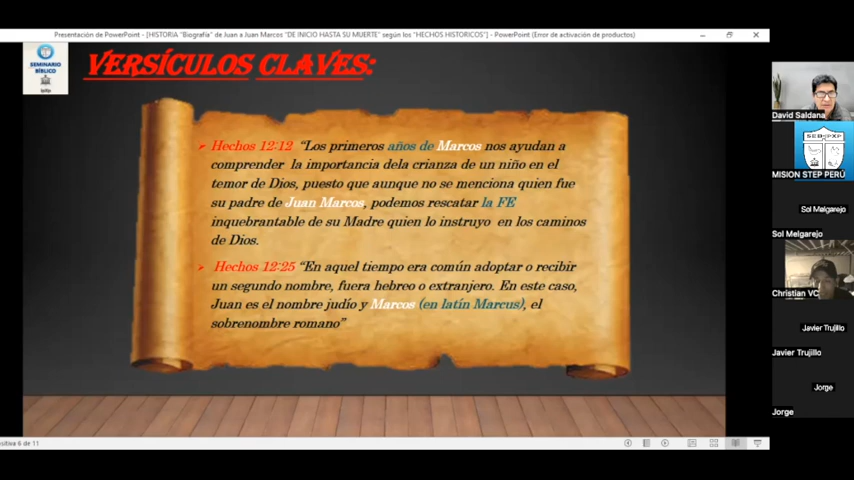 Presentación de PowerPoint - [HISTORIA "Biografía" de Juan a Juan Marcos "DE INICIO HASTA SU MUERTE" según los "HECHOS HISTORICOS"] - PowerPoint (Error de activación de productos)
SEMINARIO
BÍBLICO
VERSÍCULOS CLAVES:
Hechos 12:12 “Los primeros años de Marcos nos ayudan a
comprender la importancia dela crianza de un niño en el
temor de Dios, puesto que aunque no se menciona quien fue
su padre de Juan Marcos, podemos rescatar la FE
inquebrantable de su Madre quien lo instruyo en los caminos
de Dios.
Hechos 12:25 “En aquel tiempo era común adoptar o recibir
un segundo nombre, fuera hebreo o extranjero. En este caso,
Juan es el nombre judío y Marcos (en latín Marcus), el
sobrenombre romano”
David Saldana
MISION STEP PERÚ
Sol Melgarejo
Sol Melgarejo
Christian VC
Javier Trujillo
Javier Trujillo
Jorge
Jorge
sitiva 6 de 11